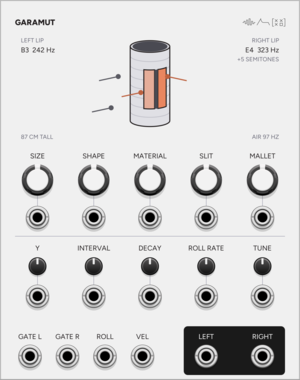 GARAMUT
LEFT LIP
B3 242 Hz
RIGHT LIP
E4 323 Hz
+5 SEMITONES
87 CM TALL
AIR 97 HZ
SIZE SHAPE MATERIAL SLIT MALLET
Y INTERVAL DECAY ROLL RATE TUNE
GATE L GATE R ROLL VEL LEFT RIGHT